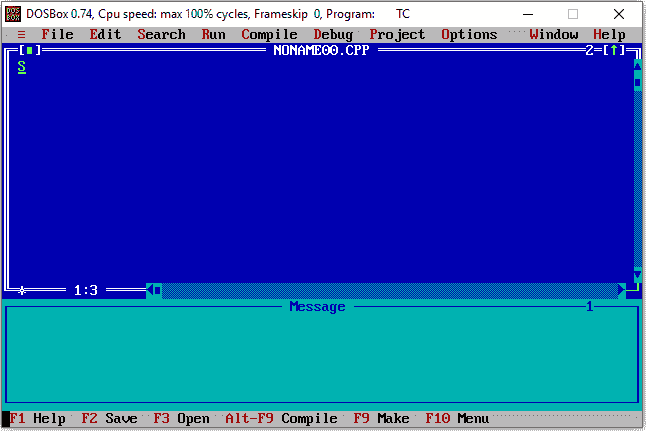 DOSBox 0.74, Cpu speed: max 100% cycles, Frameskip 0, Program: TC
≡ File Edit Search Run Compile Debug Project Options Window Help
[■] NONAME00.CPP 2=[↑]
S
1:3
Message 1
F1 Help F2 Save F3 Open Alt-F9 Compile F9 Make F10 Menu